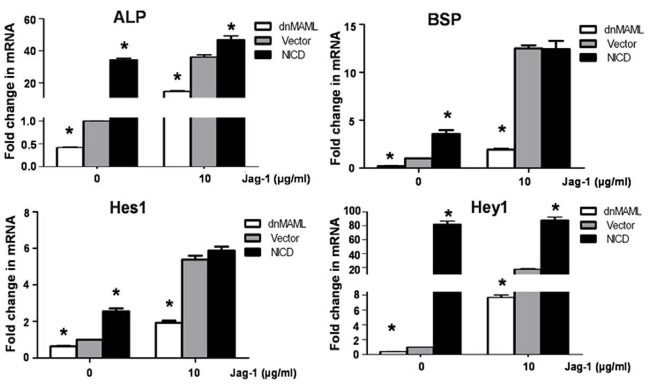 ALP
Fold change in mRNA
60
40
20
1.0
0.5
0.0
*
*
*
*
dnMAML
Vector
NICD
0
10
Jag-1 (μg/ml)
BSP
Fold change in mRNA
15
10
5
0
*
*
*
dnMAML
Vector
NICD
0
10
Jag-1 (μg/ml)
Hes1
Fold change in mRNA
8
6
4
2
0
*
*
*
dnMAML
Vector
NICD
0
10
Jag-1 (μg/ml)
Hey1
Fold change in mRNA
100
80
60
40
20
8
6
4
2
0
*
*
*
*
dnMAML
Vector
NICD
0
10
Jag-1 (μg/ml)